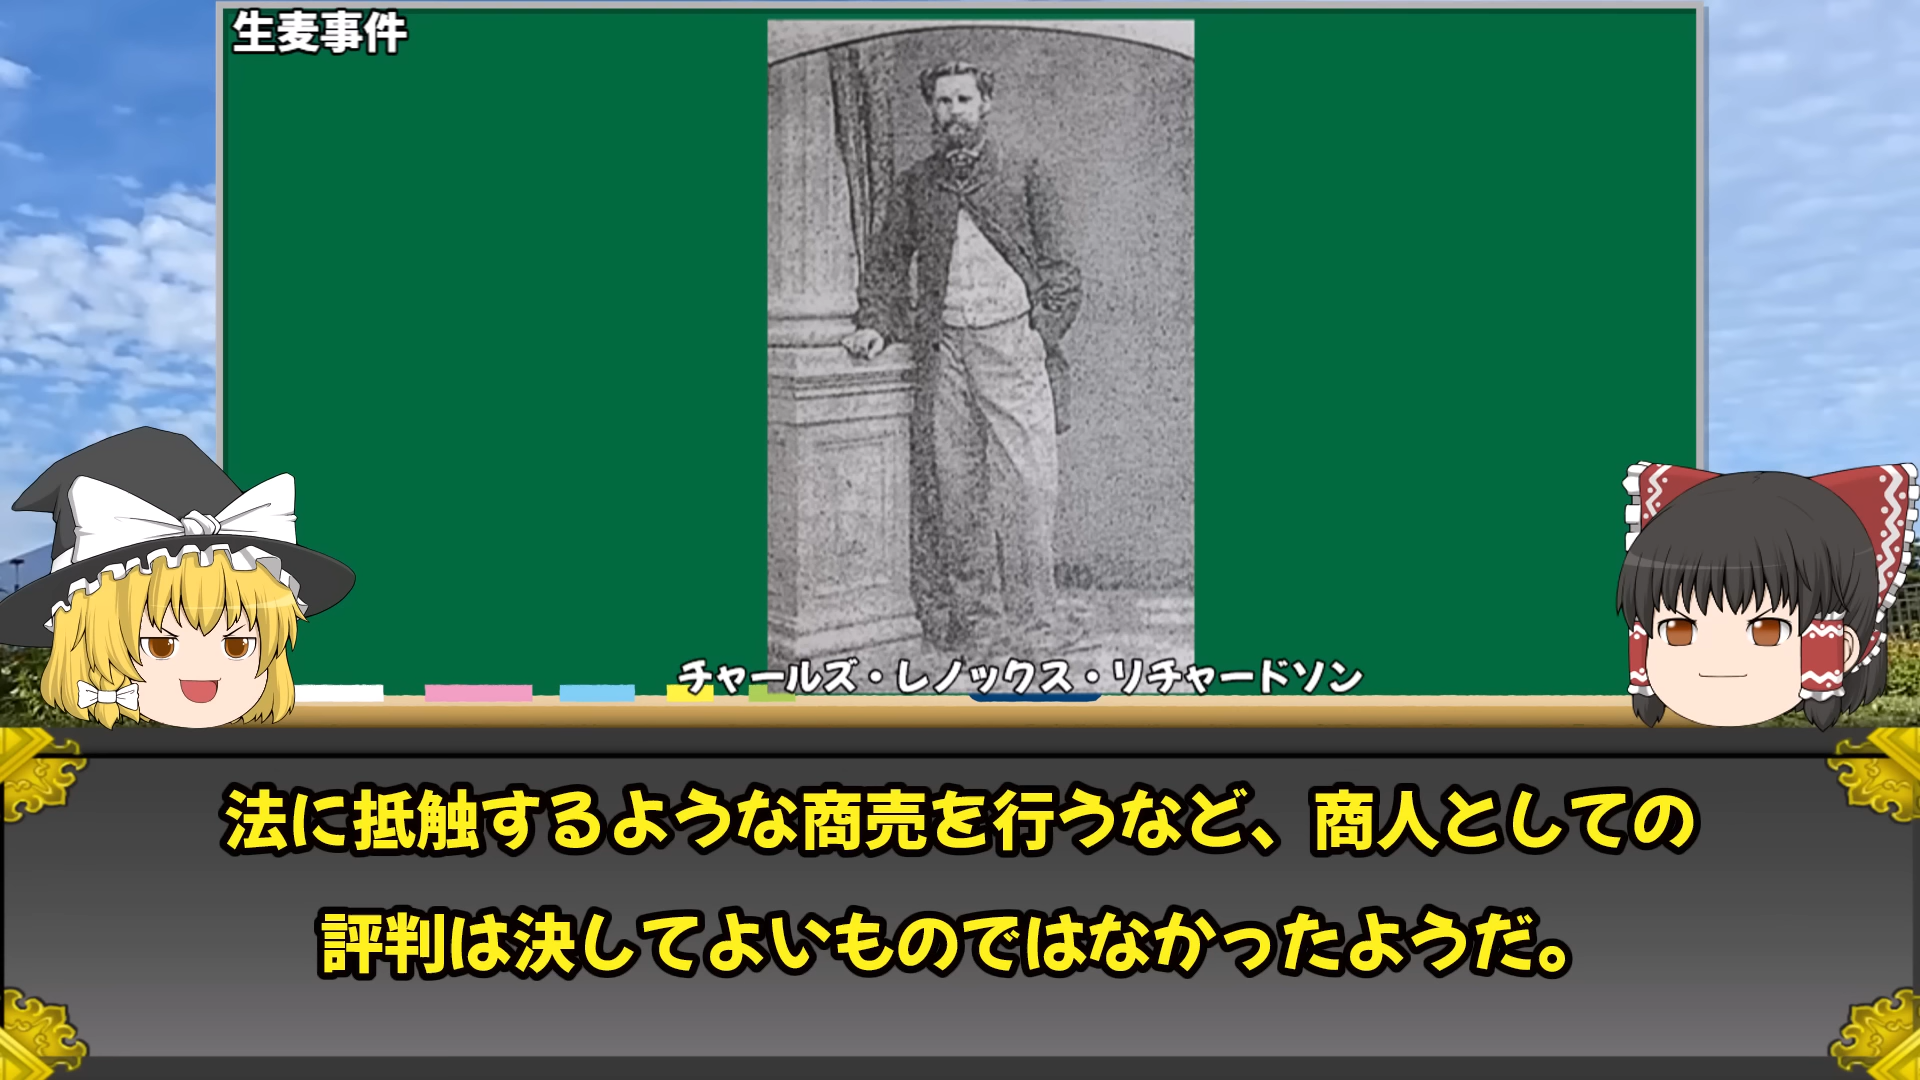 生麦事件
チャールズ・レノックス・リチャードソン
法に抵触するような商売を行うなど、商人としての
評判は決してよいものではなかったようだ。